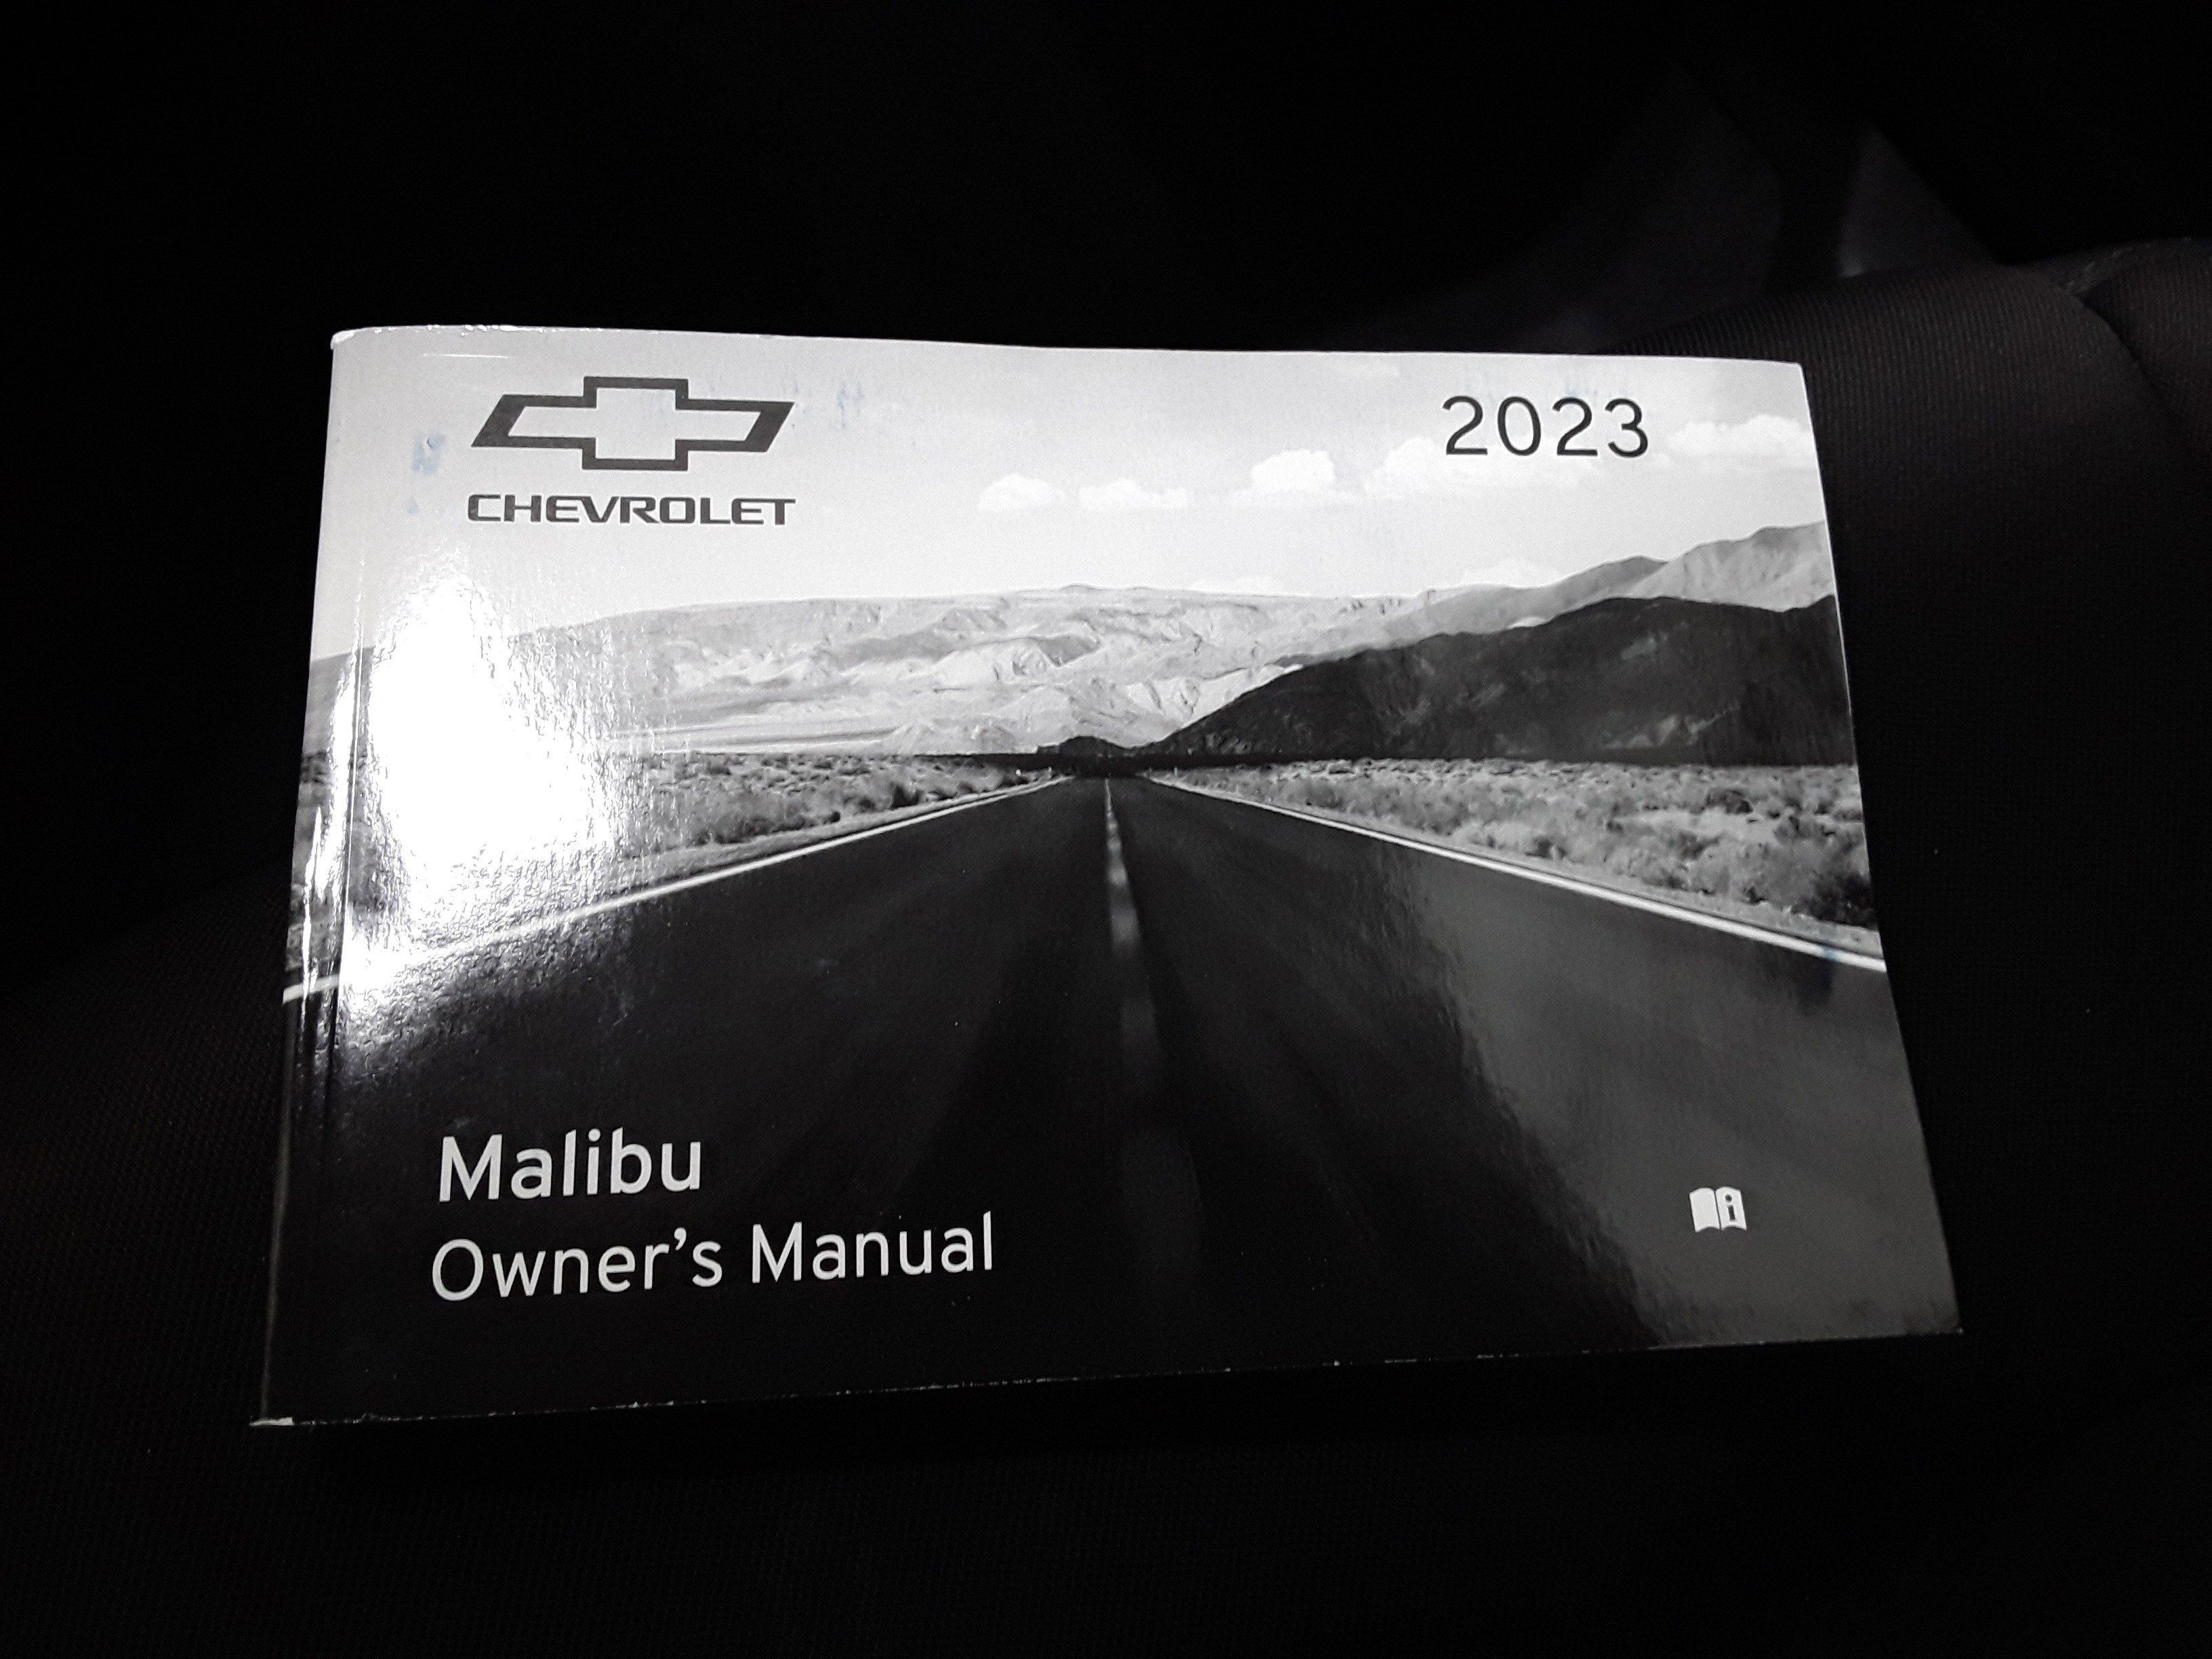 CHEVROLET
2023
Malibu
Owner's Manual